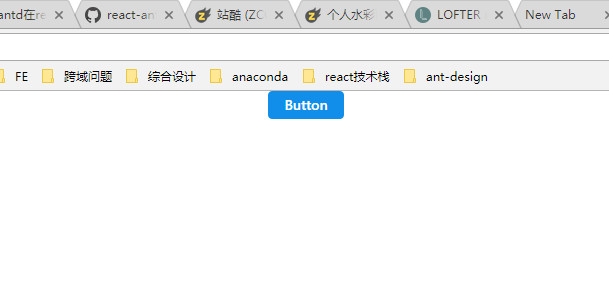 antd在re
react-an
站酷 (ZC
个人水彩
LOFTER
New Tab
FE
跨域问题
综合设计
anaconda
react技术栈
ant-design
Button